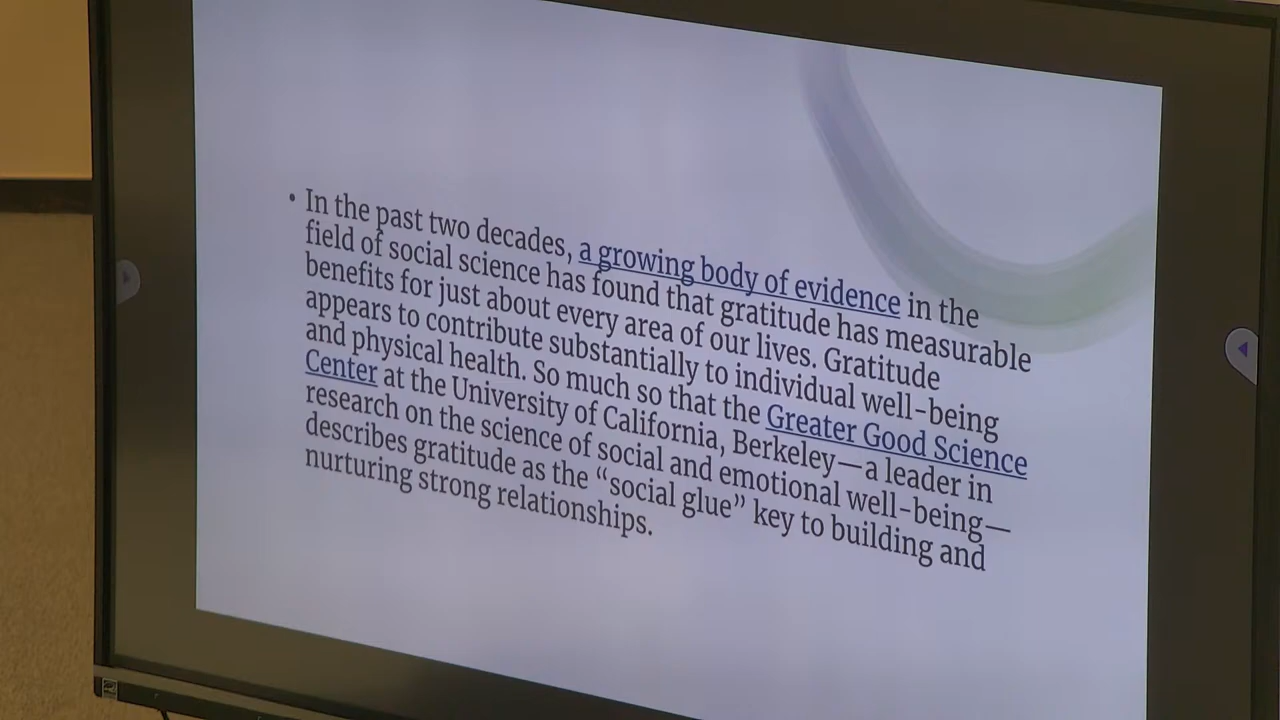 • In the past two decades, a growing body of evidence in the
field of social science has found that gratitude has measurable
benefits for just about every area of our lives. Gratitude
appears to contribute substantially to individual well-being
and physical health. So much so that the Greater Good Science
Center at the University of California, Berkeley—a leader in
research on the science of social and emotional well-being—
describes gratitude as the “social glue” key to building and
nurturing strong relationships.